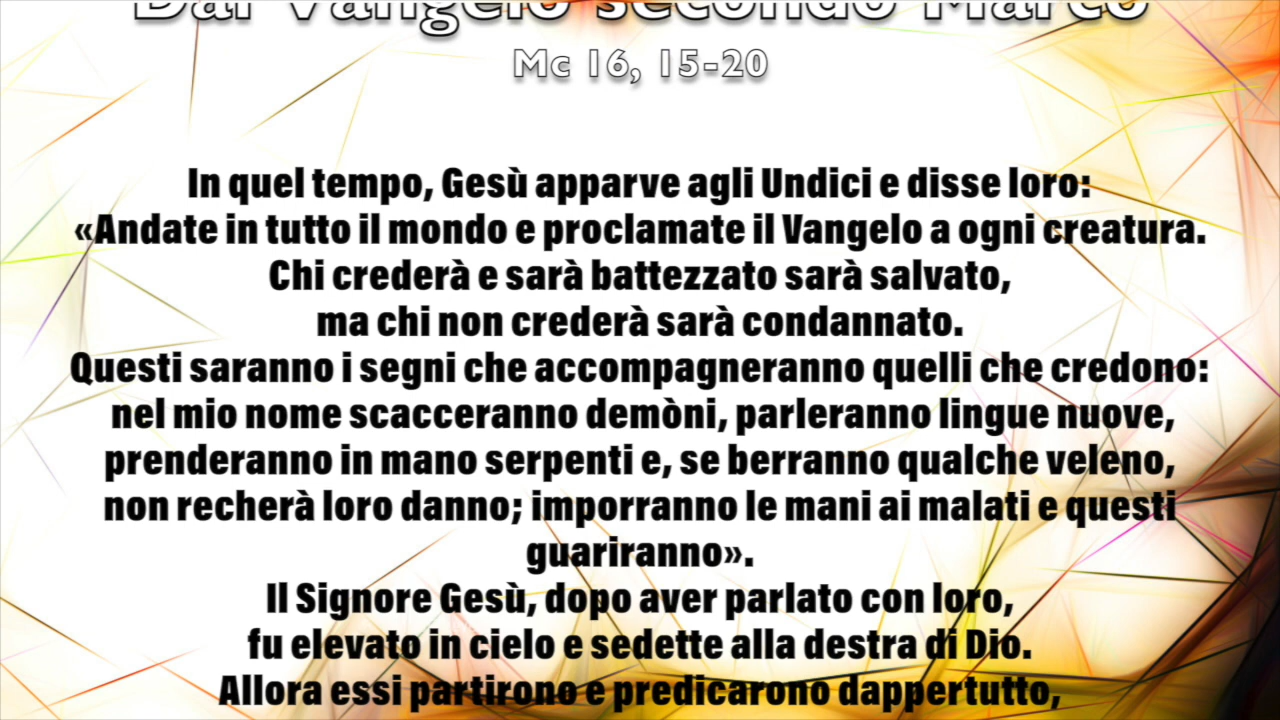 Dal Vangelo secondo Marco
Mc 16, 15-20
In quel tempo, Gesù apparve agli Undici e disse loro:
«Andate in tutto il mondo e proclamate il Vangelo a ogni creatura.
Chi crederà e sarà battezzato sarà salvato,
ma chi non crederà sarà condannato.
Questi saranno i segni che accompagneranno quelli che credono:
nel mio nome scacceranno demòni, parleranno lingue nuove,
prenderanno in mano serpenti e, se berranno qualche veleno,
non recherà loro danno; imporranno le mani ai malati e questi
guariranno».
Il Signore Gesù, dopo aver parlato con loro,
fu elevato in cielo e sedette alla destra di Dio.
Allora essi partirono e predicarono dappertutto,